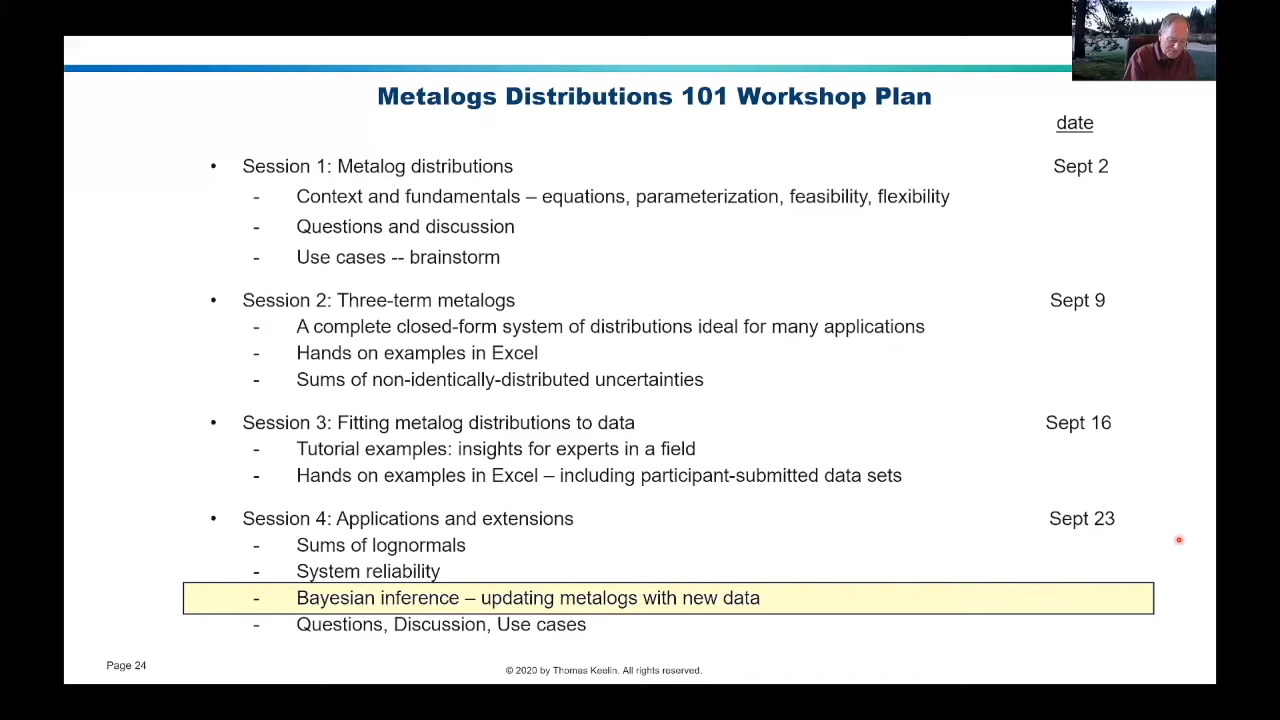 Metalogs Distributions 101 Workshop Plan
date
• Session 1: Metalog distributions Sept 2
- Context and fundamentals – equations, parameterization, feasibility, flexibility
- Questions and discussion
- Use cases -- brainstorm
• Session 2: Three-term metalogs Sept 9
- A complete closed-form system of distributions ideal for many applications
- Hands on examples in Excel
- Sums of non-identically-distributed uncertainties
• Session 3: Fitting metalog distributions to data Sept 16
- Tutorial examples: insights for experts in a field
- Hands on examples in Excel – including participant-submitted data sets
• Session 4: Applications and extensions Sept 23
- Sums of lognormals
- System reliability
- Bayesian inference – updating metalogs with new data
- Questions, Discussion, Use cases
Page 24
© 2020 by Thomas Keelin. All rights reserved.